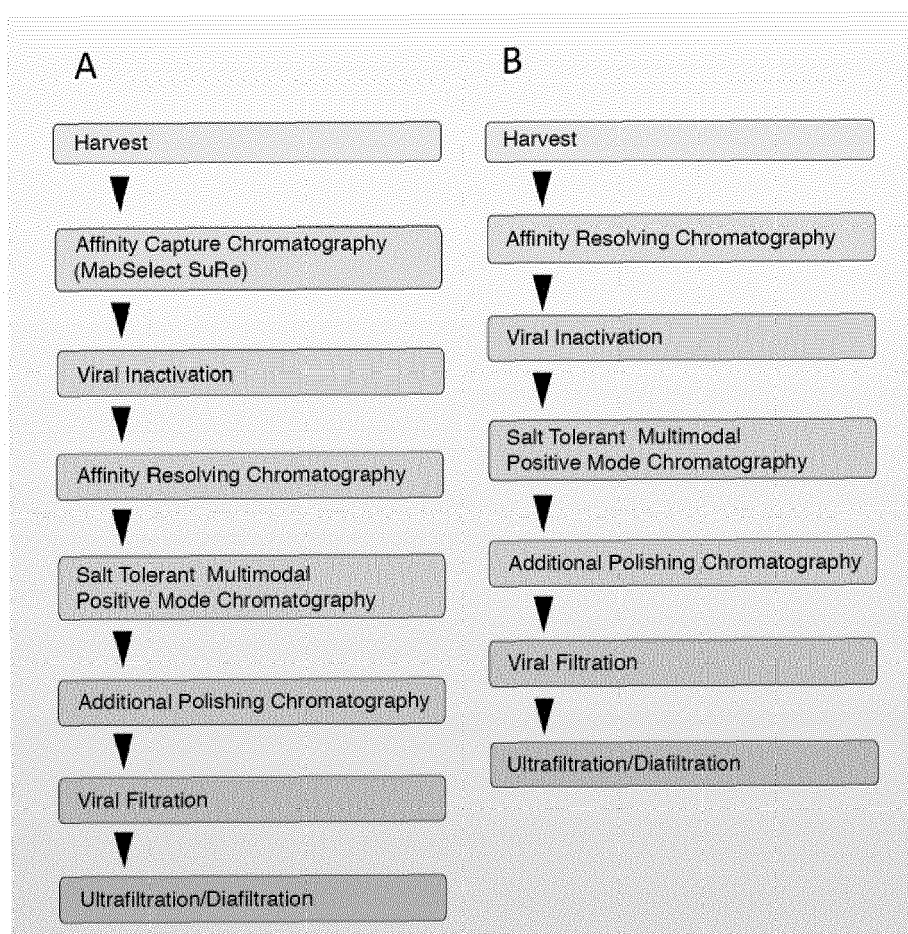 A
Harvest
Affinity Capture Chromatography
(MabSelect SuRe)
Viral Inactivation
Affinity Resolving Chromatography
Salt Tolerant Multimodal
Positive Mode Chromatography
Additional Polishing Chromatography
Viral Filtration
Ultrafiltration/Diafiltration
B
Harvest
Affinity Resolving Chromatography
Viral Inactivation
Salt Tolerant Multimodal
Positive Mode Chromatography
Additional Polishing Chromatography
Viral Filtration
Ultrafiltration/Diafiltration